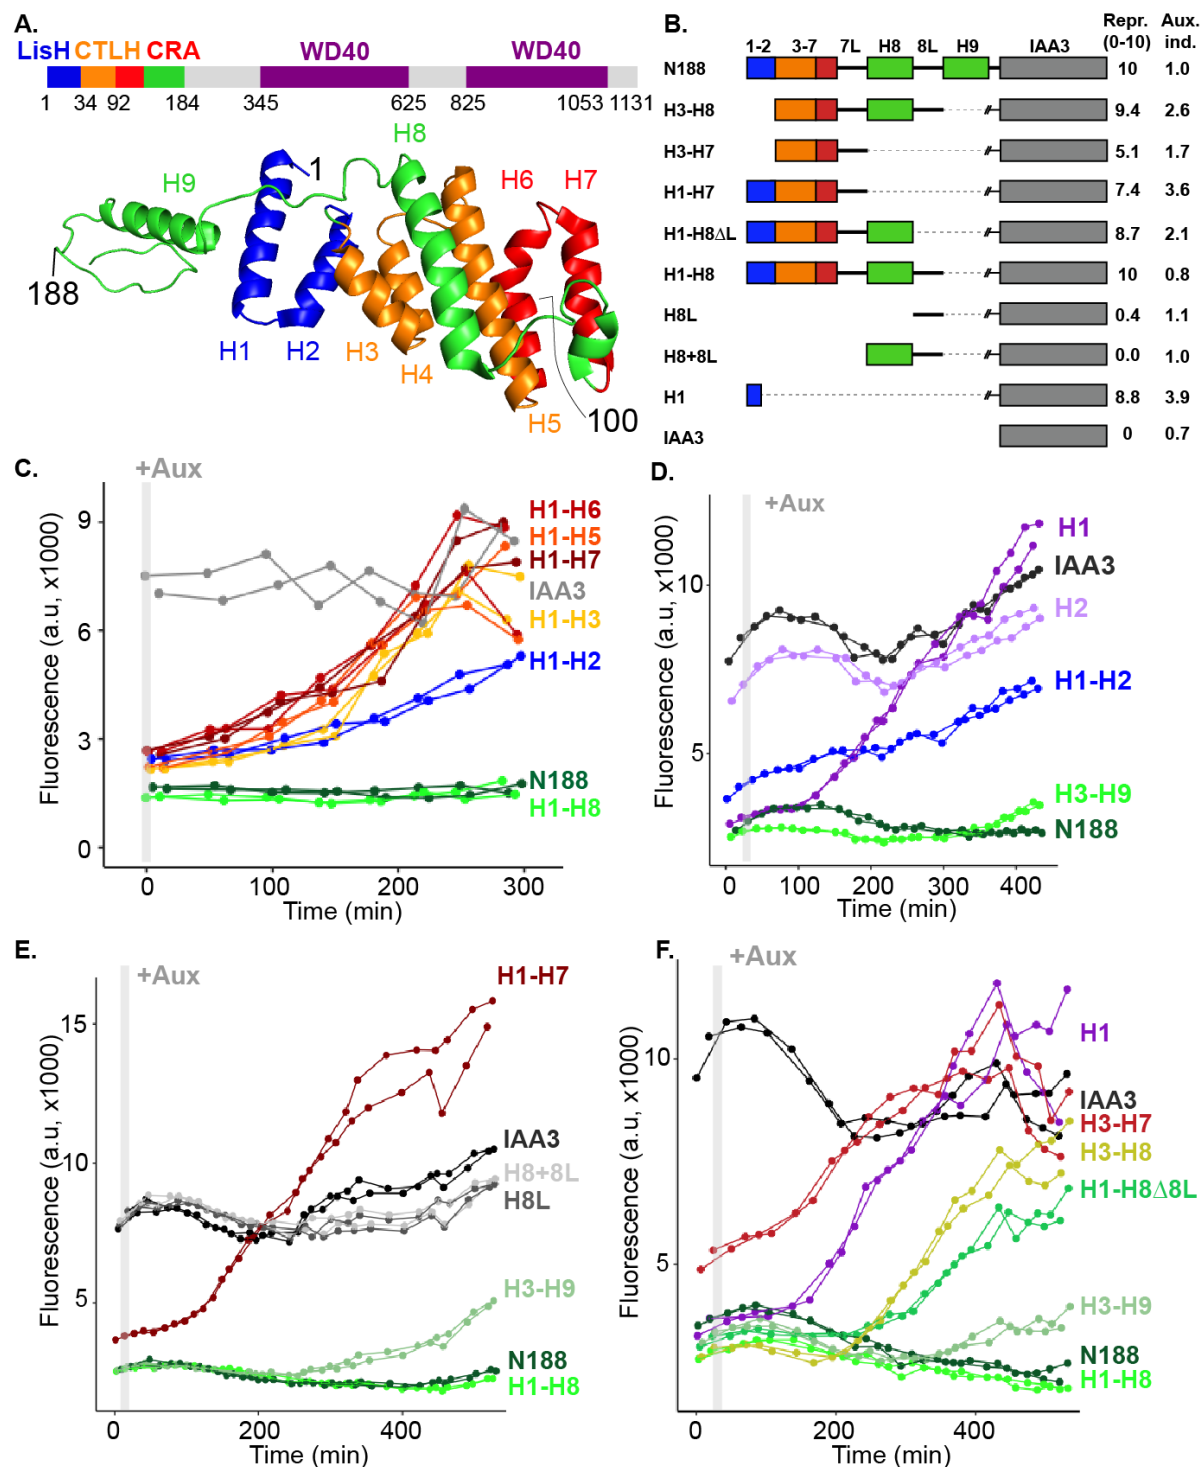 A.
LisH CTLH CRA WD40 WD40
1 34 92 184 345 625 825 1053 1131
H8
1
H9 H6 H7
188
H1 H2 H3
H4
H5
100
B.
Repr. Aux.
1-2 3-7 7L H8 8L H9 IAA3 (0-10) ind.
N188 10 1.0
H3-H8 9.4 2.6
H3-H7 5.1 1.7
H1-H7 7.4 3.6
H1-H8ΔL 8.7 2.1
H1-H8 10 0.8
H8L 0.4 1.1
H8+8L 0.0 1.0
H1 8.8 3.9
IAA3 0 0.7
C.
+Aux
Fluorescence (a.u, x1000)
9
6
3
0
H1-H6
H1-H5
H1-H7
IAA3
H1-H3
H1-H2
N188
H1-H8
0 100 200 300
Time (min)
D.
+Aux
Fluorescence (a.u, x1000)
10
5
H1
IAA3
H2
H1-H2
H3-H9
N188
0 100 200 300 400
Time (min)
E.
+Aux
Fluorescence (a.u, x1000)
15
10
5
H1-H7
IAA3
H8+8L
H8L
H3-H9
N188
H1-H8
0 200 400
Time (min)
F.
+Aux
Fluorescence (a.u, x1000)
10
5
H1
IAA3
H3-H7
H3-H8
H1-H8Δ8L
H3-H9
N188
H1-H8
0 200 400
Time (min)